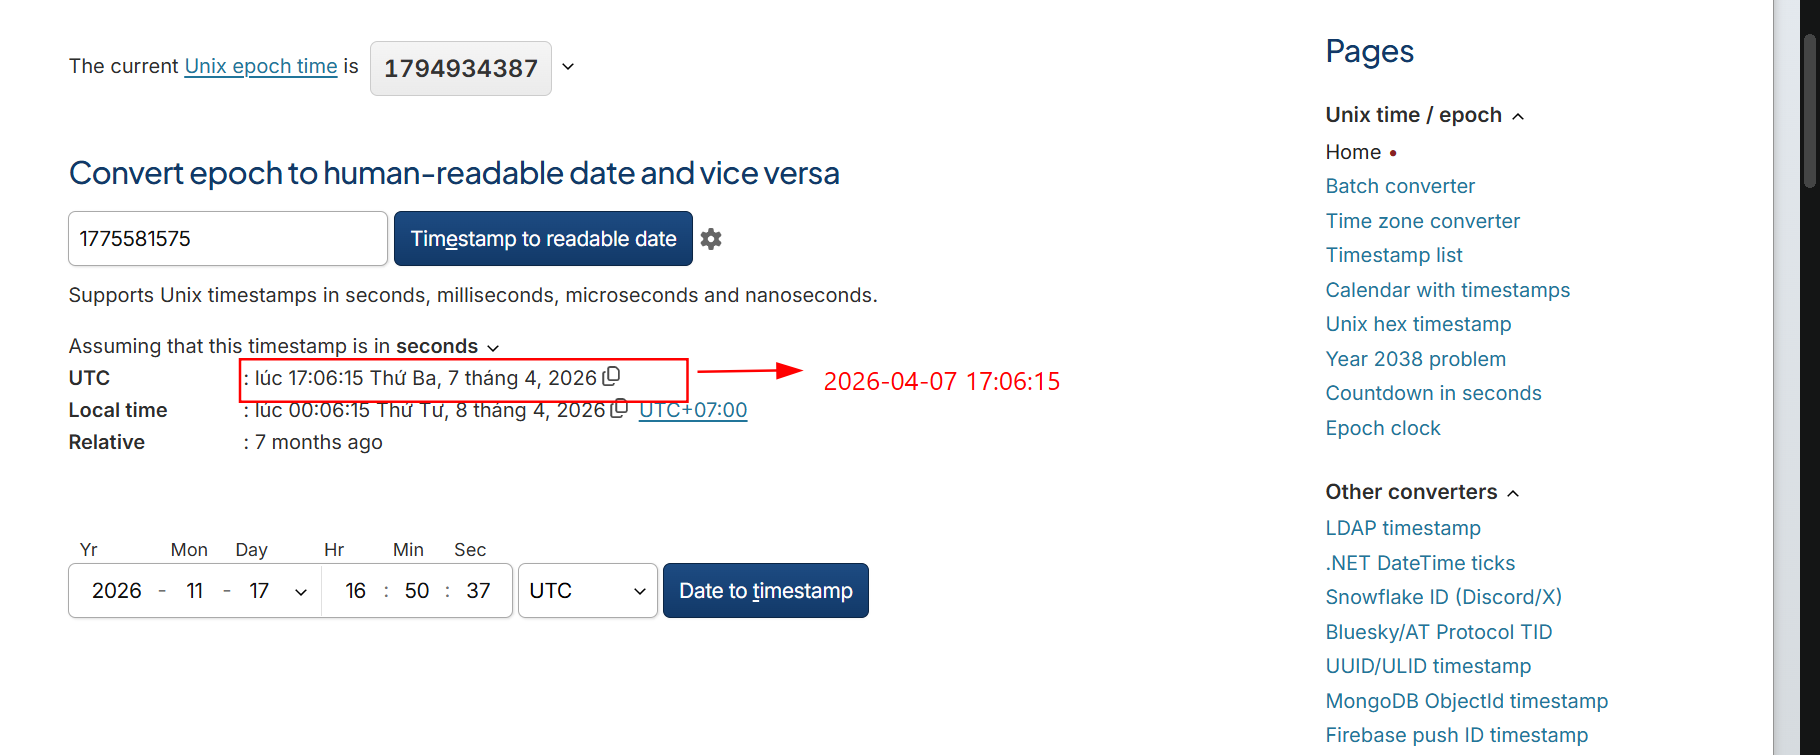 The current Unix epoch time is 1794934387
Convert epoch to human-readable date and vice versa
1775581575 Timestamp to readable date
Supports Unix timestamps in seconds, milliseconds, microseconds and nanoseconds.
Assuming that this timestamp is in seconds
UTC : lúc 17:06:15 Thứ Ba, 7 tháng 4, 2026
2026-04-07 17:06:15
Local time : lúc 00:06:15 Thứ Tư, 8 tháng 4, 2026 UTC+07:00
Relative : 7 months ago
Yr Mon Day Hr Min Sec
2026 - 11 - 17 16 : 50 : 37 UTC Date to timestamp
Pages
Unix time / epoch
Home
Batch converter
Time zone converter
Timestamp list
Calendar with timestamps
Unix hex timestamp
Year 2038 problem
Countdown in seconds
Epoch clock
Other converters
LDAP timestamp
.NET DateTime ticks
Snowflake ID (Discord/X)
Bluesky/AT Protocol TID
UUID/ULID timestamp
MongoDB ObjectId timestamp
Firebase push ID timestamp